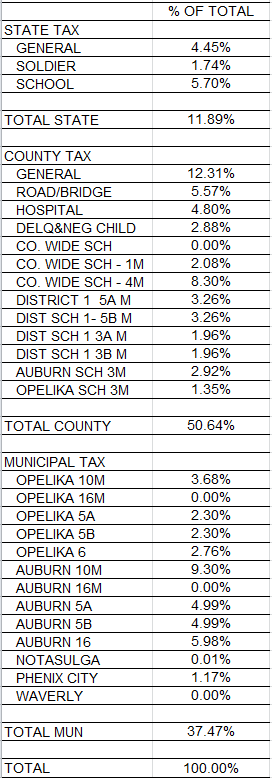 % OF TOTAL
STATE TAX
GENERAL 4.45%
SOLDIER 1.74%
SCHOOL 5.70%
TOTAL STATE 11.89%
COUNTY TAX
GENERAL 12.31%
ROAD/BRIDGE 5.57%
HOSPITAL 4.80%
DELQ&NEG CHILD 2.88%
CO. WIDE SCH 0.00%
CO. WIDE SCH - 1M 2.08%
CO. WIDE SCH - 4M 8.30%
DISTRICT 1 5A M 3.26%
DIST SCH 1- 5B M 3.26%
DIST SCH 1 3A M 1.96%
DIST SCH 1 3B M 1.96%
AUBURN SCH 3M 2.92%
OPELIKA SCH 3M 1.35%
TOTAL COUNTY 50.64%
MUNICIPAL TAX
OPELIKA 10M 3.68%
OPELIKA 16M 0.00%
OPELIKA 5A 2.30%
OPELIKA 5B 2.30%
OPELIKA 6 2.76%
AUBURN 10M 9.30%
AUBURN 16M 0.00%
AUBURN 5A 4.99%
AUBURN 5B 4.99%
AUBURN 16 5.98%
NOTASULGA 0.01%
PHENIX CITY 1.17%
WAVERLY 0.00%
TOTAL MUN 37.47%
TOTAL 100.00%